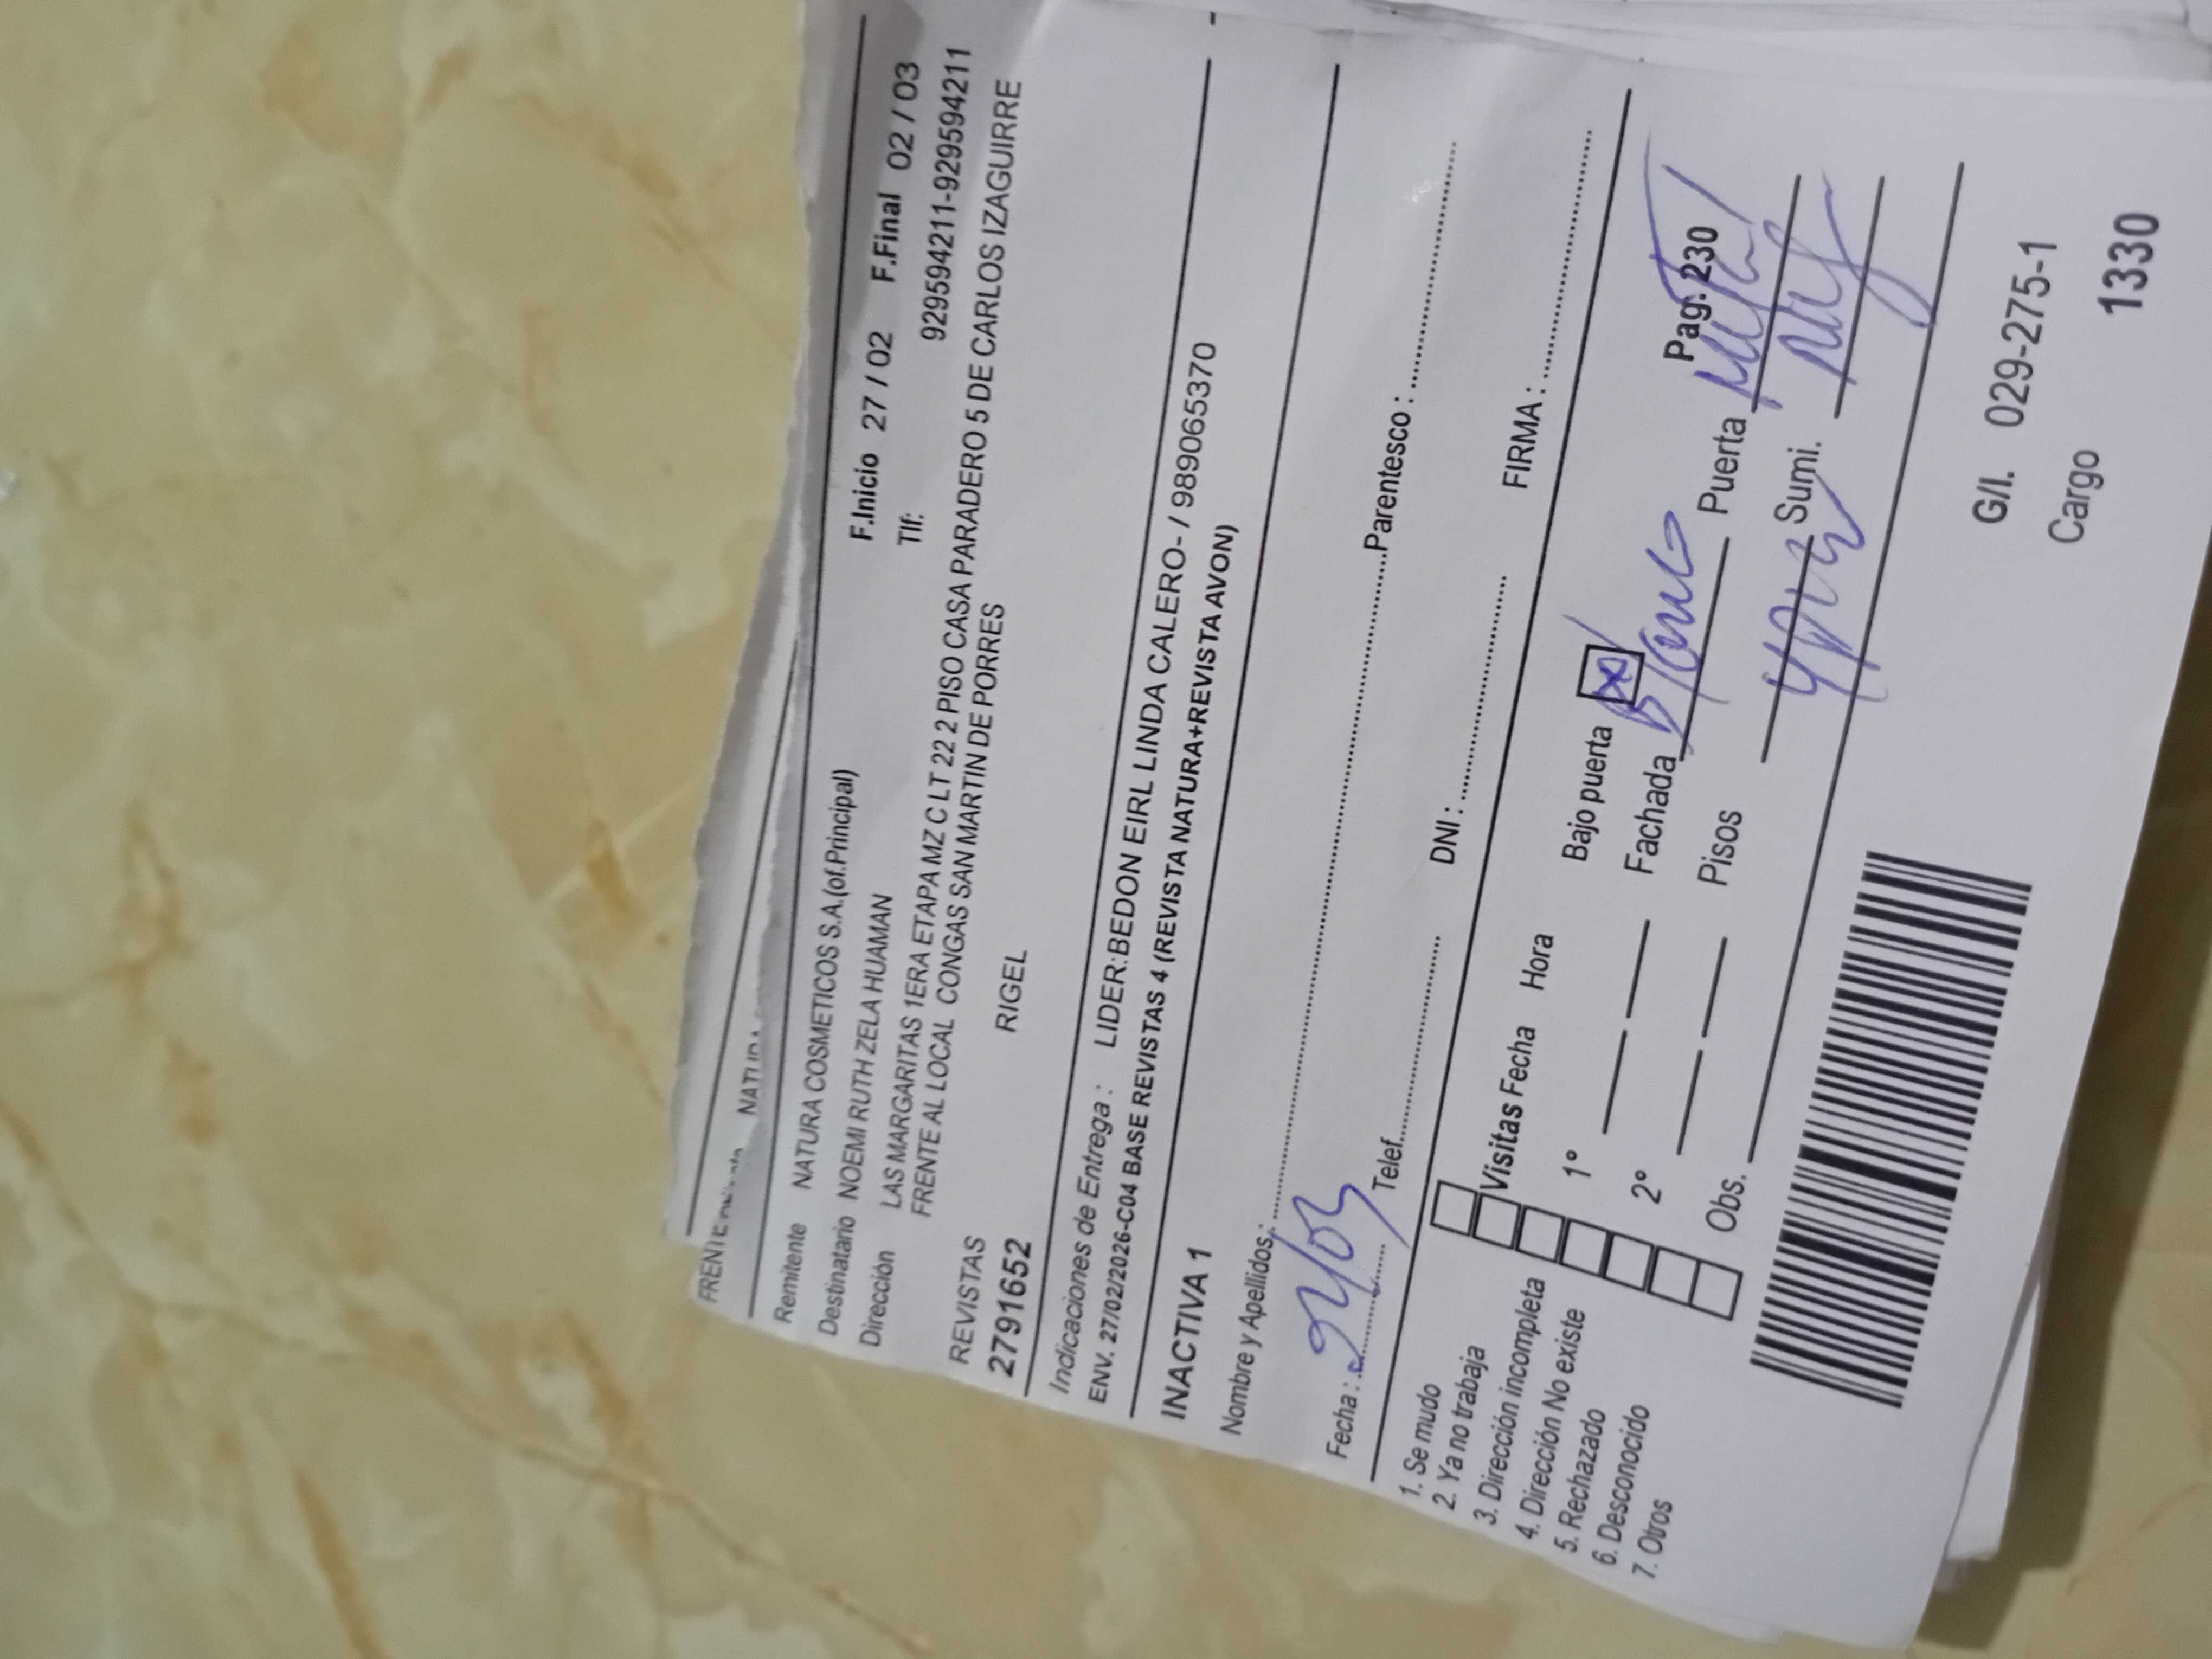 FRENTE
NATURA
Remitente NATURA COSMETICOS S.A.(of.Principal)
F.Inicio 27 / 02 F.Final 02 / 03
Destinatario NOEMI RUTH ZELA HUAMAN
Tlf: 929594211-929594211
Dirección LAS MARGARITAS 1ERA ETAPA MZ C LT 22 2 PISO CASA PARADERO 5 DE CARLOS IZAGUIRRE
FRENTE AL LOCAL CONGAS SAN MARTIN DE PORRES
REVISTAS
27916​52 RIGEL
Indicaciones de Entrega : LIDER:BEDON EIRL LINDA CALERO- / 989065370
ENV. 27/02/2026-C04 BASE REVISTAS 4 (REVISTA NATURA+REVISTA AVON)
INACTIVA 1
Nombre y Apellidos: Parentesco :
Fecha : Telef. DNI : FIRMA :
1. Se mudo
2. Ya no trabaja
3. Dirección incompleta
4. Dirección No existe
5. Rechazado
6. Desconocido
7. Otros
Visitas Fecha Hora
1°
2°
Obs.
Bajo puerta
Pag. 230
Fachada Blanco Puerta
Pisos Sumi.
G/I. 029-275-1
Cargo 1330